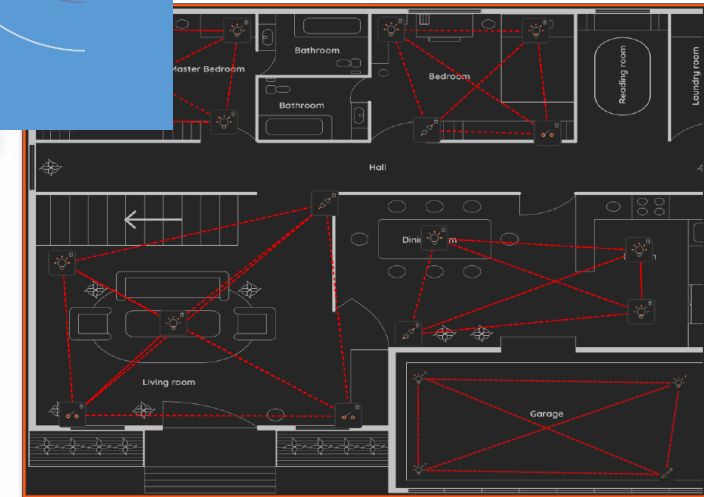 Bathroom
Master Bedroom
Bedroom
Bathroom
Reading room
Laundry room
Hall
Living room
Garage